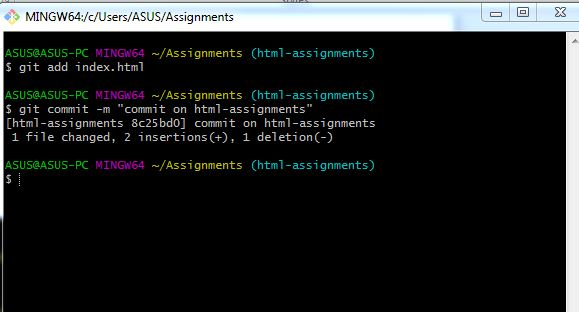 MINGW64:/c/Users/ASUS/Assignments
ASUS@ASUS-PC MINGW64 ~/Assignments (html-assignments)
$ git add index.html
ASUS@ASUS-PC MINGW64 ~/Assignments (html-assignments)
$ git commit -m "commit on html-assignments"
[html-assignments 8c25bd0] commit on html-assignments
1 file changed, 2 insertions(+), 1 deletion(-)
ASUS@ASUS-PC MINGW64 ~/Assignments (html-assignments)
$